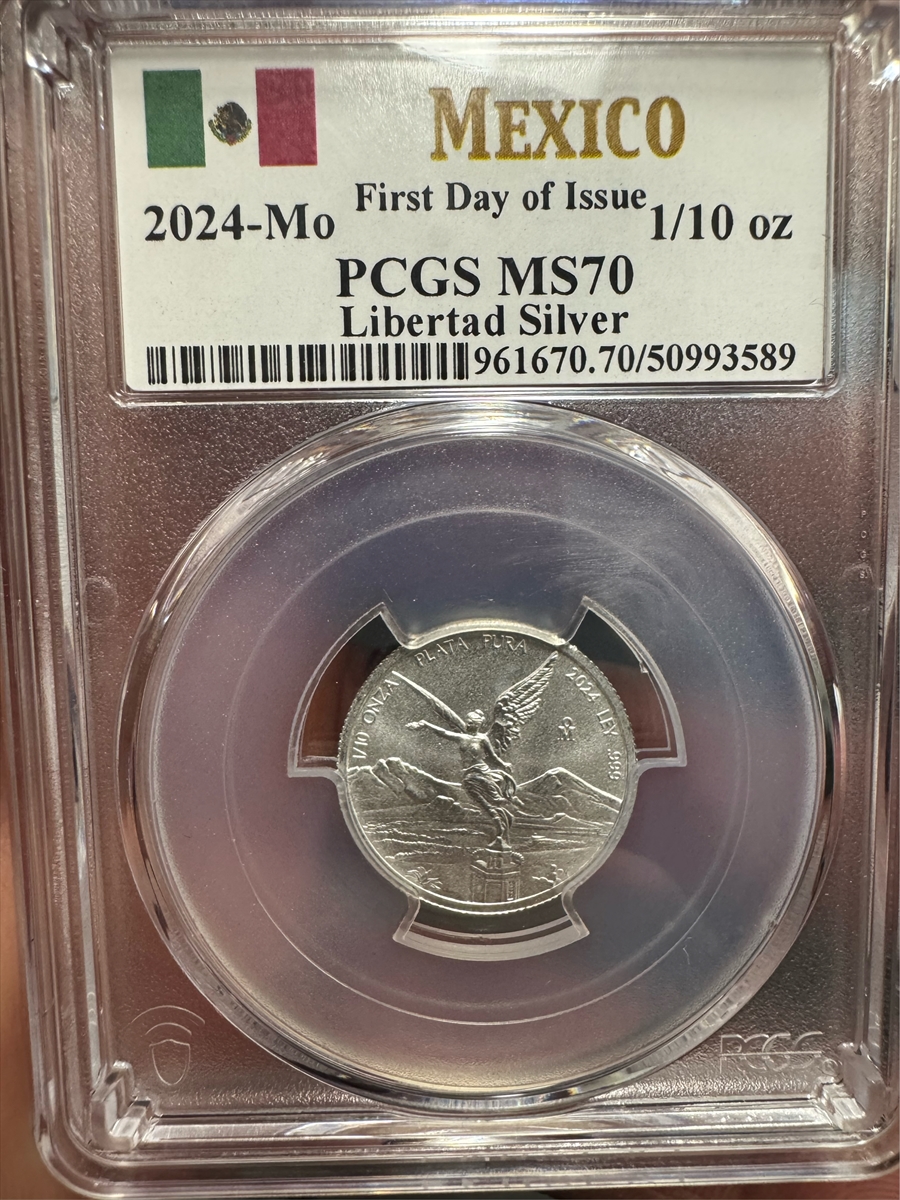 MEXICO
First Day of Issue
2024-Mo 1/10 oz
PCGS MS70
Libertad Silver
961670.70/50993589
1/10 ONZA PLATA PURA 2024 LEY .999
Mo
PCGS